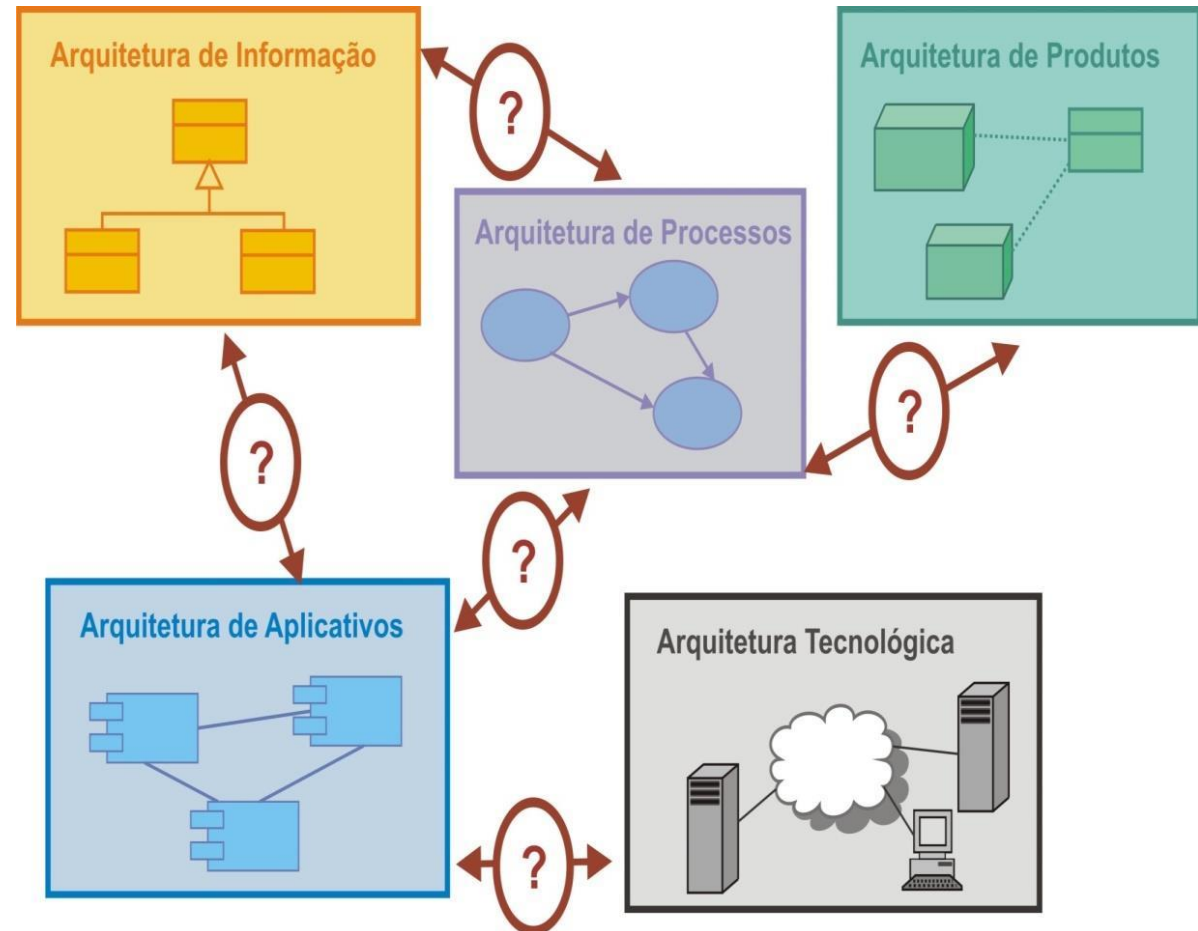 Arquitetura de Informação
?
Arquitetura de Produtos
Arquitetura de Processos
?
?
?
Arquitetura de Aplicativos
Arquitetura Tecnológica
?